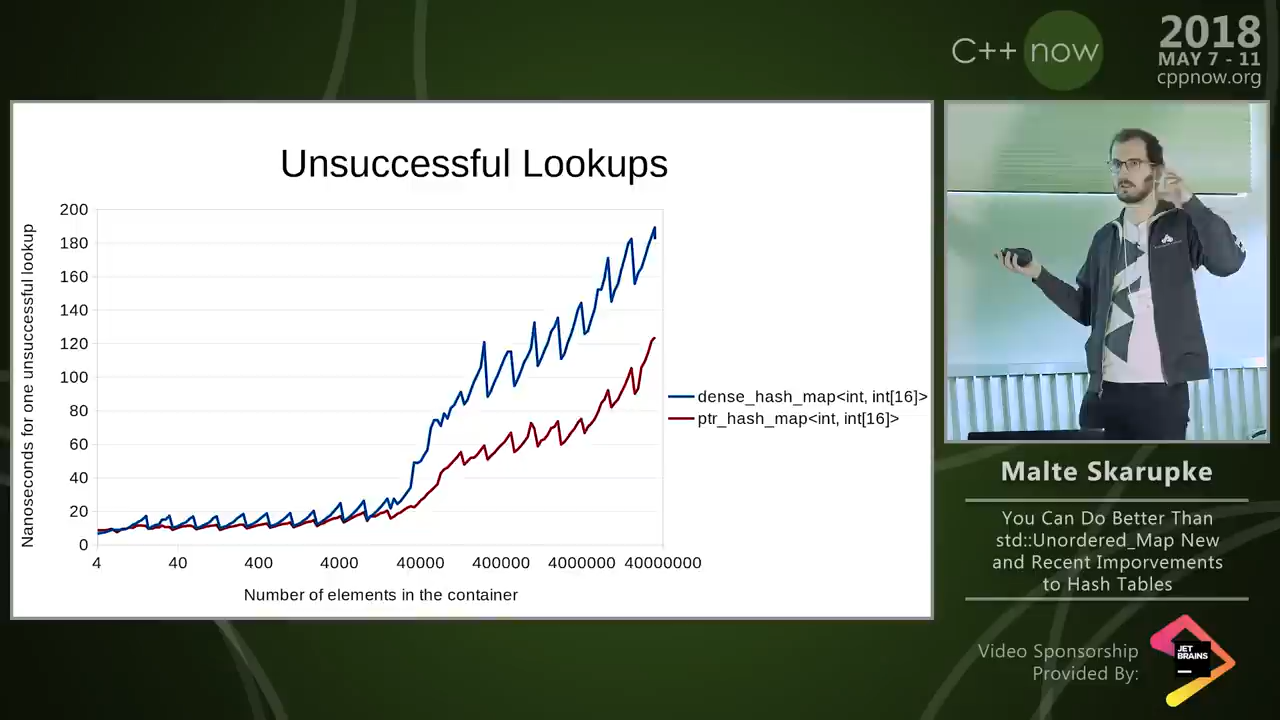 C++ now
2018
MAY 7 - 11
cppnow.org
Unsuccessful Lookups
Nanoseconds for one unsuccessful lookup
200
180
160
140
120
100
80
60
40
20
0
4 40 400 4000 40000 400000 4000000 40000000
Number of elements in the container
dense_hash_map<int, int[16]>
ptr_hash_map<int, int[16]>
Malte Skarupke
You Can Do Better Than
std::Unordered_Map New
and Recent Imporvements
to Hash Tables
Video Sponsorship
Provided By:
JET
BRAINS